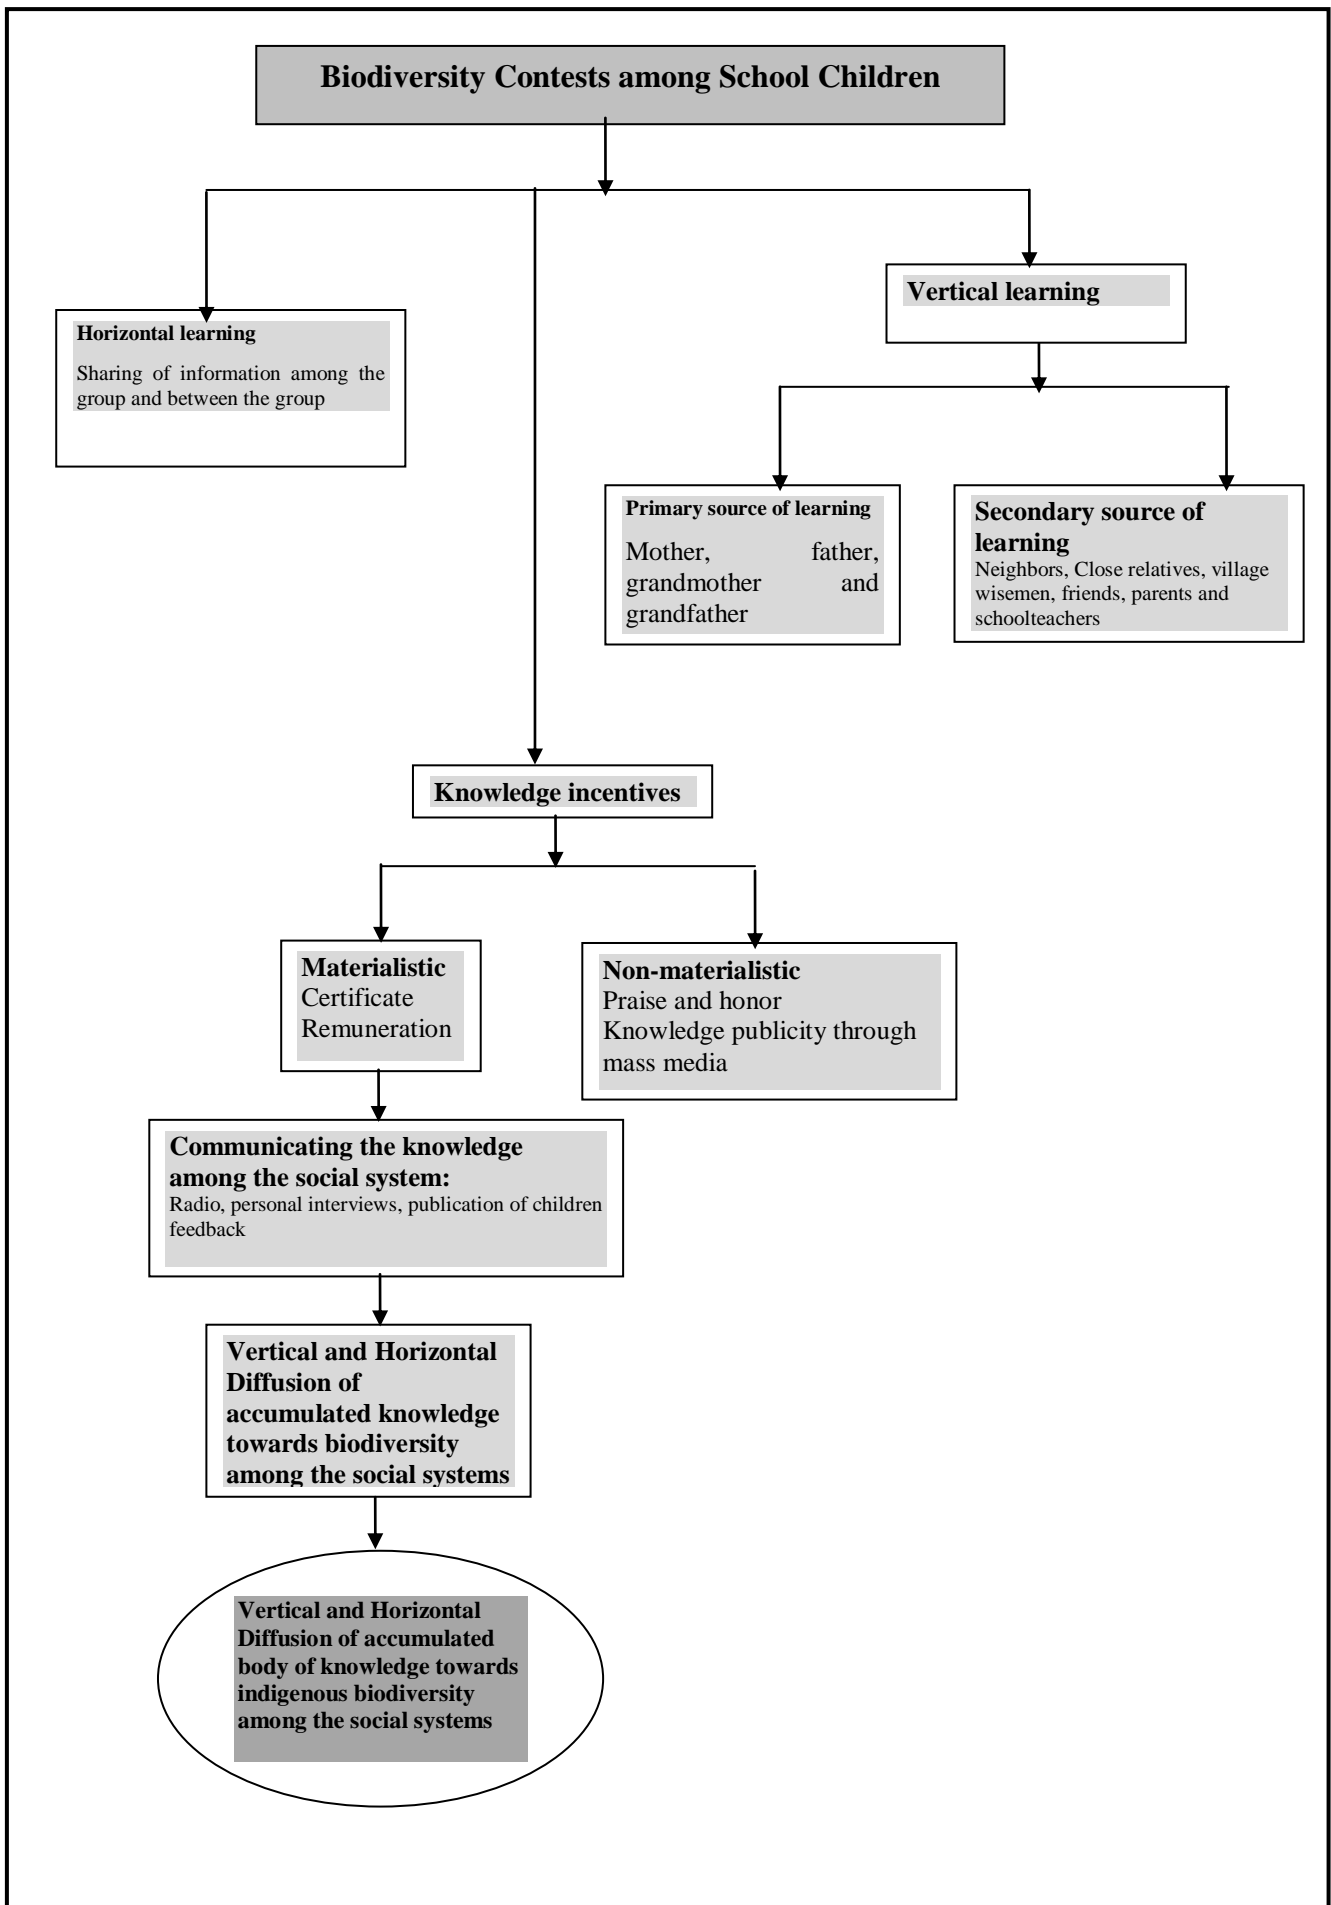 Biodiversity Contests among School Children
Vertical learning
Horizontal learning
Sharing of information among the
group and between the group
Primary source of learning
Mother, father,
grandmother and
grandfather
Secondary source of
learning
Neighbors, Close relatives, village
wisemen, friends, parents and
schoolteachers
Knowledge incentives
Materialistic
Certificate
Remuneration
Non-materialistic
Praise and honor
Knowledge publicity through
mass media
Communicating the knowledge
among the social system:
Radio, personal interviews, publication of children
feedback
Vertical and Horizontal
Diffusion of
accumulated knowledge
towards biodiversity
among the social systems
Vertical and Horizontal
Diffusion of accumulated
body of knowledge towards
indigenous biodiversity
among the social systems